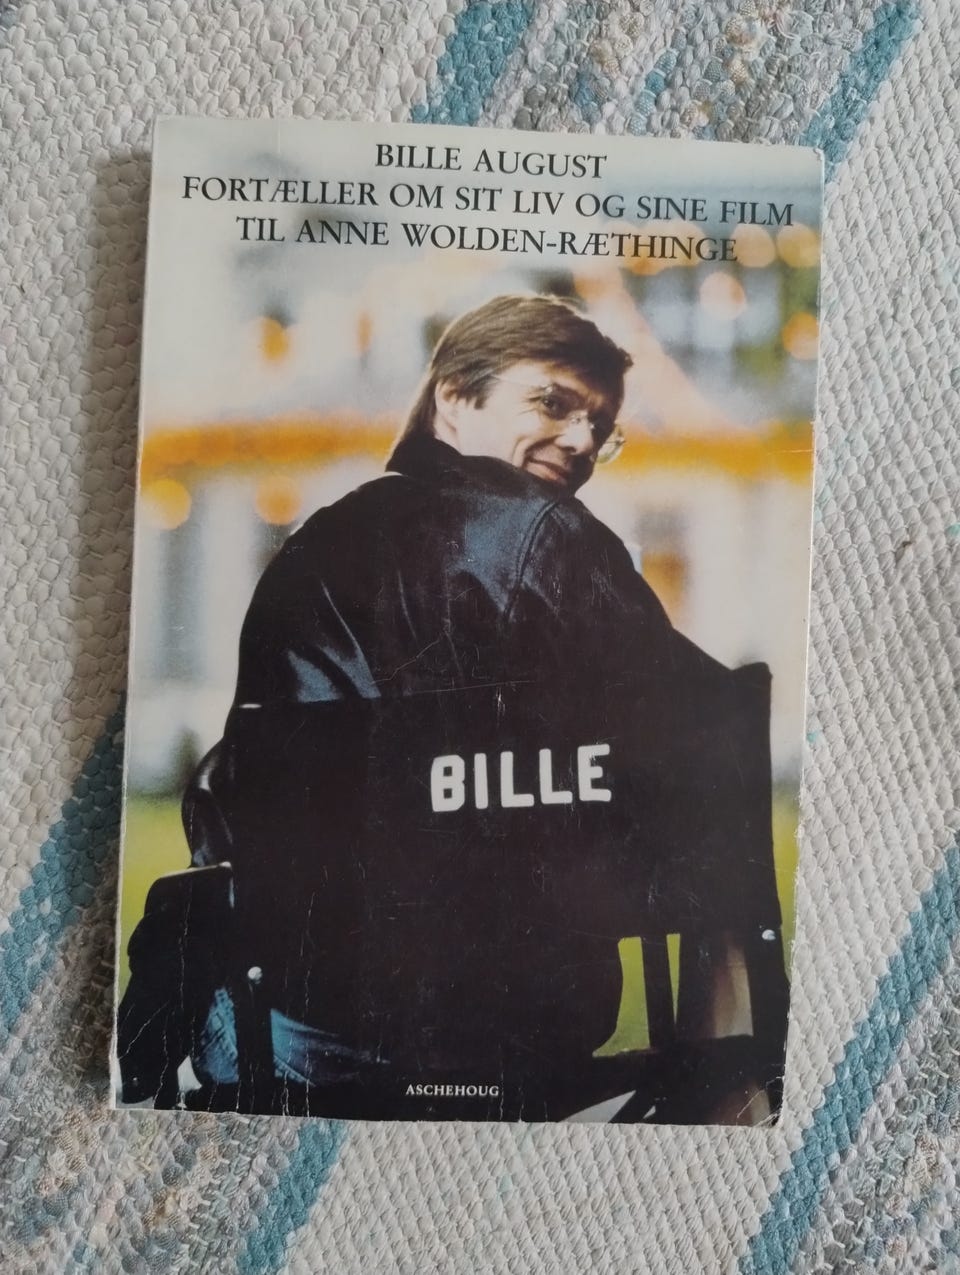 BILLE AUGUST
FORTÆLLER OM SIT LIV OG SINE FILM
TIL ANNE WOLDEN-RÆTHINGE
BILLE
ASCHEHOUG